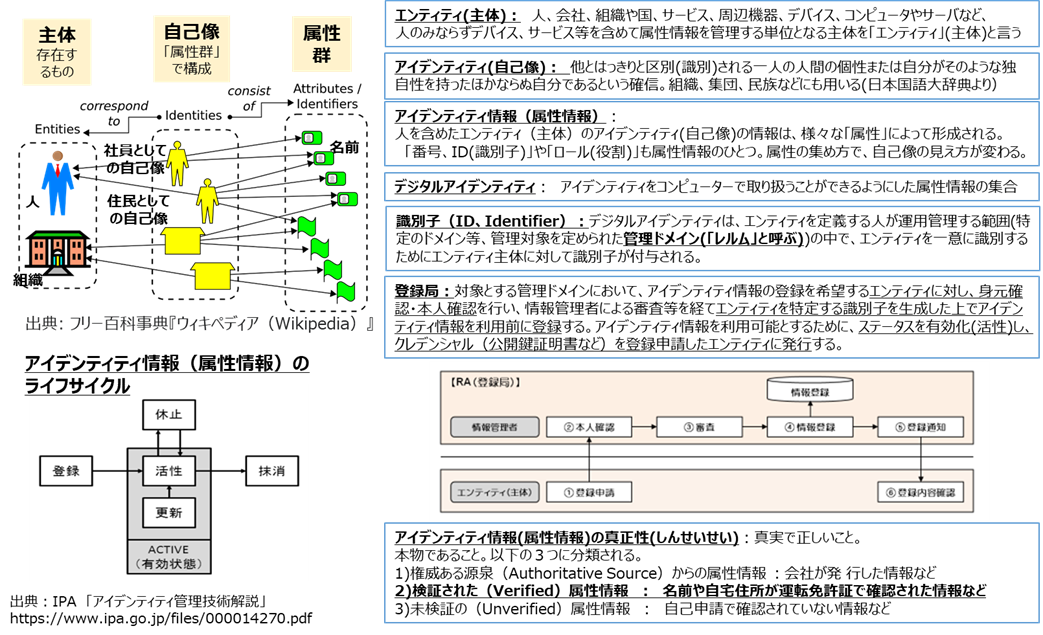 主体
存在す
るもの
自己像
「属性群」
で構成
属性
群
correspond
to
consist
of
Attributes /
Identifiers
Entities
Identities
社員として
の自己像
名前
人
住民として
の自己像
組織
出典: フリー百科事典『ウィキペディア（Wikipedia）』
アイデンティティ情報（属性情報）の
ライフサイクル
休止
登録
活性
抹消
更新
ACTIVE
(有効状態)
出典：IPA 「アイデンティティ管理技術解説」
https://www.ipa.go.jp/files/000014270.pdf
エンティティ(主体)： 人、会社、組織や国、サービス、周辺機器、デバイス、コンピュータやサーバなど、
人のみならずデバイス、サービス等を含めて属性情報を管理する単位となる主体を「エンティティ」(主体)と言う
アイデンティティ(自己像)： 他とはっきりと区別(識別)される一人の人間の個性または自分がそのような独
自性を持ったほかならぬ自分であるという確信。組織、集団、民族などにも用いる(日本国語大辞典より)
アイデンティティ情報（属性情報）：
人を含めたエンティティ（主体）のアイデンティティ(自己像)の情報は、様々な「属性」によって形成される。
「番号、ID(識別子)」や「ロール(役割)」も属性情報のひとつ。属性の集め方で、自己像の見え方が変わる。
デジタルアイデンティティ： アイデンティティをコンピューターで取り扱うことができるようにした属性情報の集合
識別子（ID、Identifier）：デジタルアイデンティティは、エンティティを定義する人が運用管理する範囲(特
定のドメイン等、管理対象を定められた管理ドメイン(「レルム」と呼ぶ))の中で、エンティティを一意に識別する
ためにエンティティ主体に対して識別子が付与される。
登録局：対象とする管理ドメインにおいて、アイデンティティ情報の登録を希望するエンティティに対し、身元確
認・本人確認を行い、情報管理者による審査等を経てエンティティを特定する識別子を生成した上でアイデン
ティティ情報を利用前に登録する。アイデンティティ情報を利用可能とするために、ステータスを有効化(活性)し、
クレデンシャル（公開鍵証明書など）を登録申請したエンティティに発行する。
【RA（登録局）】
情報登録
情報管理者
②本人確認
③審査
④情報登録
⑤登録通知
エンティティ(主体)
①登録申請
⑥登録内容確認
アイデンティティ情報(属性情報)の真正性(しんせいせい)：真実で正しいこと。
本物であること。以下の３つに分類される。
1)権威ある源泉（Authoritative Source）からの属性情報 ：会社が発 行した情報など
2)検証された（Verified）属性情報 ： 名前や自宅住所が運転免許証で確認された情報など
3)未検証の（Unverified）属性情報 ： 自己申請で確認されていない情報など